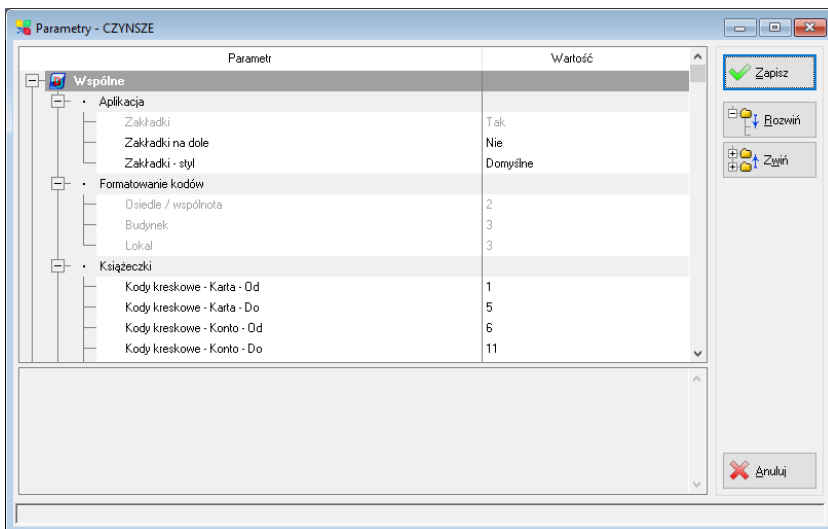 Parametry - CZYNSZE
Parametr Wartość
Wspólne
Aplikacja
Zakładki Tak
Zakładki na dole Nie
Zakładki - styl Domyślne
Formatowanie kodów
Osiedle / wspólnota 2
Budynek 3
Lokal 3
Książeczki
Kody kreskowe - Karta - Od 1
Kody kreskowe - Karta - Do 5
Kody kreskowe - Konto - Od 6
Kody kreskowe - Konto - Do 11
Zapisz
Rozwiń
Zwiń
Anuluj